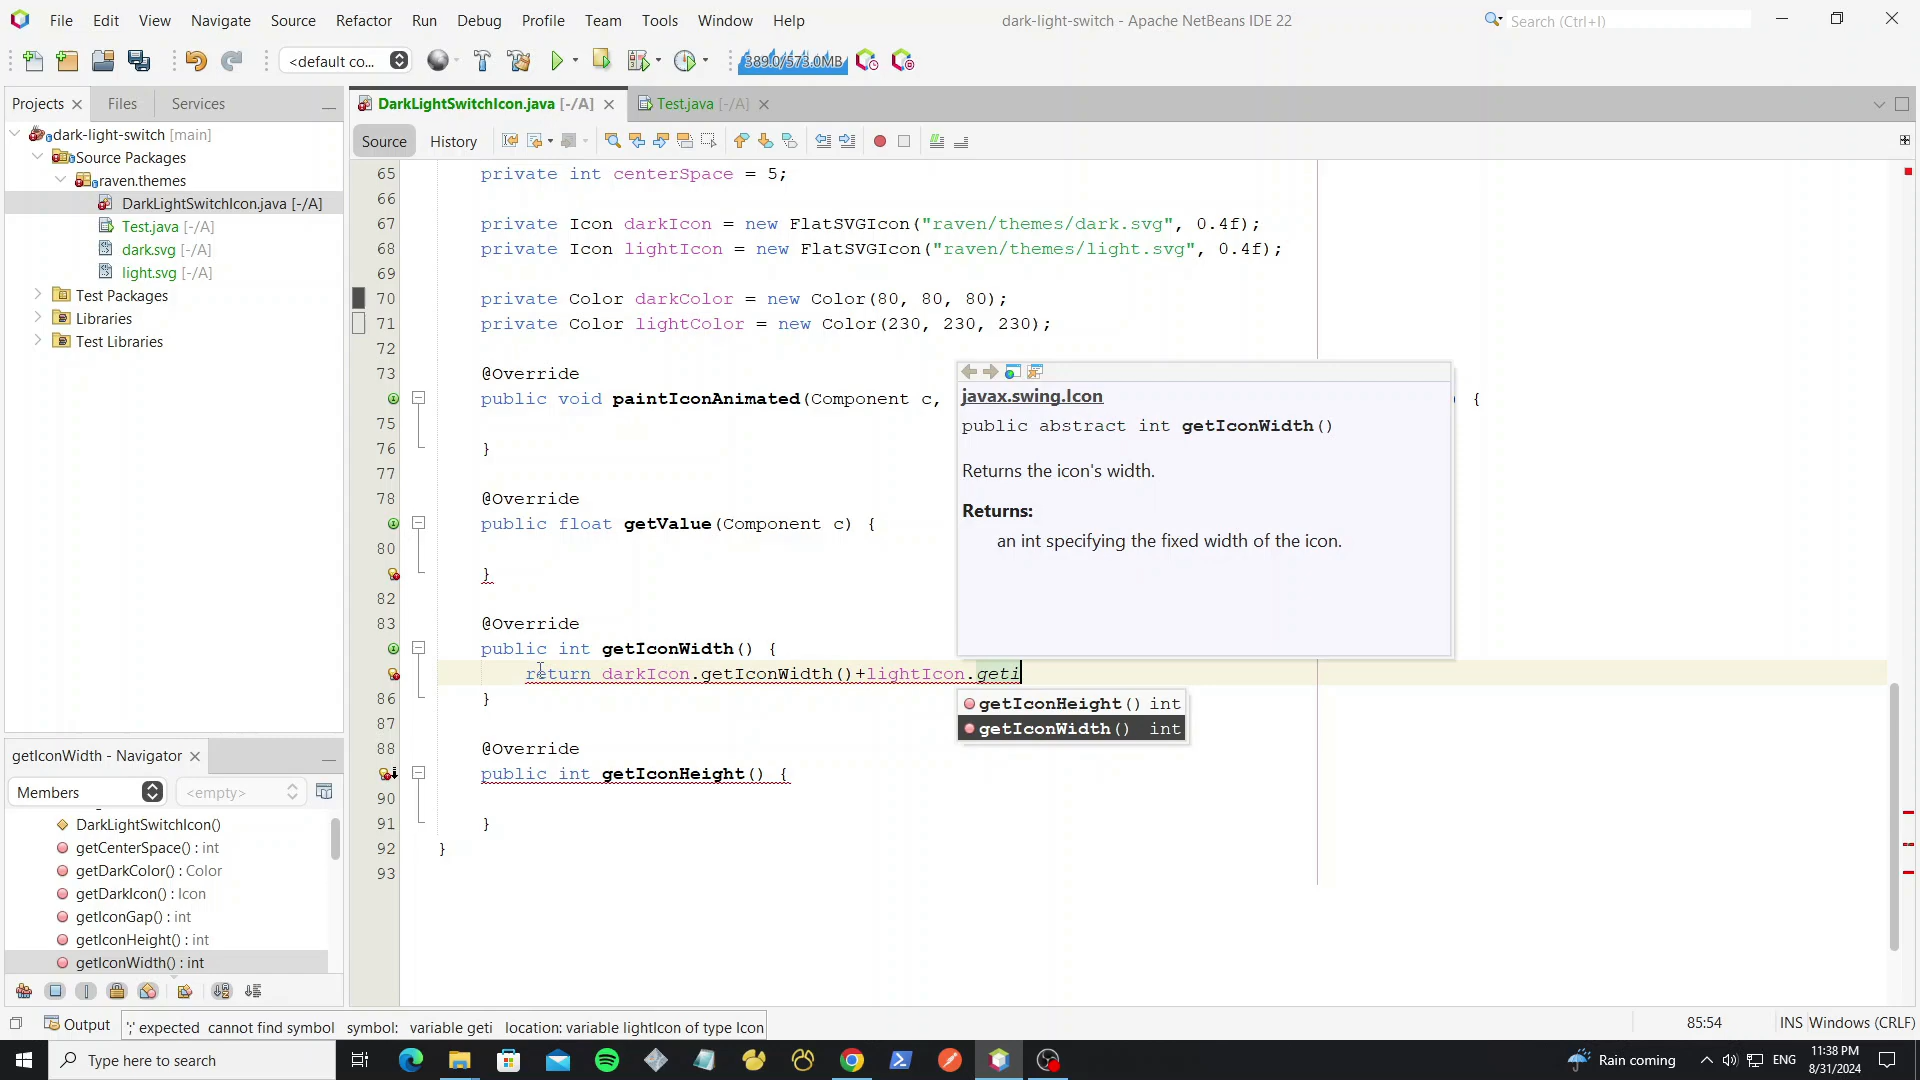 File Edit View Navigate Source Refactor Run Debug Profile Team Tools Window Help
dark-light-switch - Apache NetBeans IDE 22
Search (Ctrl+I)
<default co...
389.0/573.0MB
Projects Files Services
DarkLightSwitchIcon.java [-/A] Test.java [-/A]
Source History
dark-light-switch [main]
Source Packages
raven.themes
DarkLightSwitchIcon.java [-/A]
Test.java [-/A]
dark.svg [-/A]
light.svg [-/A]
Test Packages
Libraries
Test Libraries
65 private int centerSpace = 5;
66
67 private Icon darkIcon = new FlatSVGIcon("raven/themes/dark.svg", 0.4f);
68 private Icon lightIcon = new FlatSVGIcon("raven/themes/light.svg", 0.4f);
69
70 private Color darkColor = new Color(80, 80, 80);
71 private Color lightColor = new Color(230, 230, 230);
72
73 @Override
public void paintIconAnimated(Component c, {
75
76 }
77
78 @Override
public float getValue(Component c) {
80
}
82
83 @Override
public int getIconWidth() {
return darkIcon.getIconWidth()+lightIcon.geti
86 }
87
88 @Override
public int getIconHeight() {
90
91 }
92 }
93
javax.swing.Icon
public abstract int getIconWidth()
Returns the icon's width.
Returns:
an int specifying the fixed width of the icon.
getIconHeight() int
getIconWidth() int
getIconWidth - Navigator
Members <empty>
DarkLightSwitchIcon()
getCenterSpace() : int
getDarkColor() : Color
getDarkIcon() : Icon
getIconGap() : int
getIconHeight() : int
getIconWidth() : int
Output
';' expected cannot find symbol symbol: variable geti location: variable lightIcon of type Icon
85:54 INS Windows (CRLF)
Type here to search
Rain coming
ENG
11:38 PM
8/31/2024